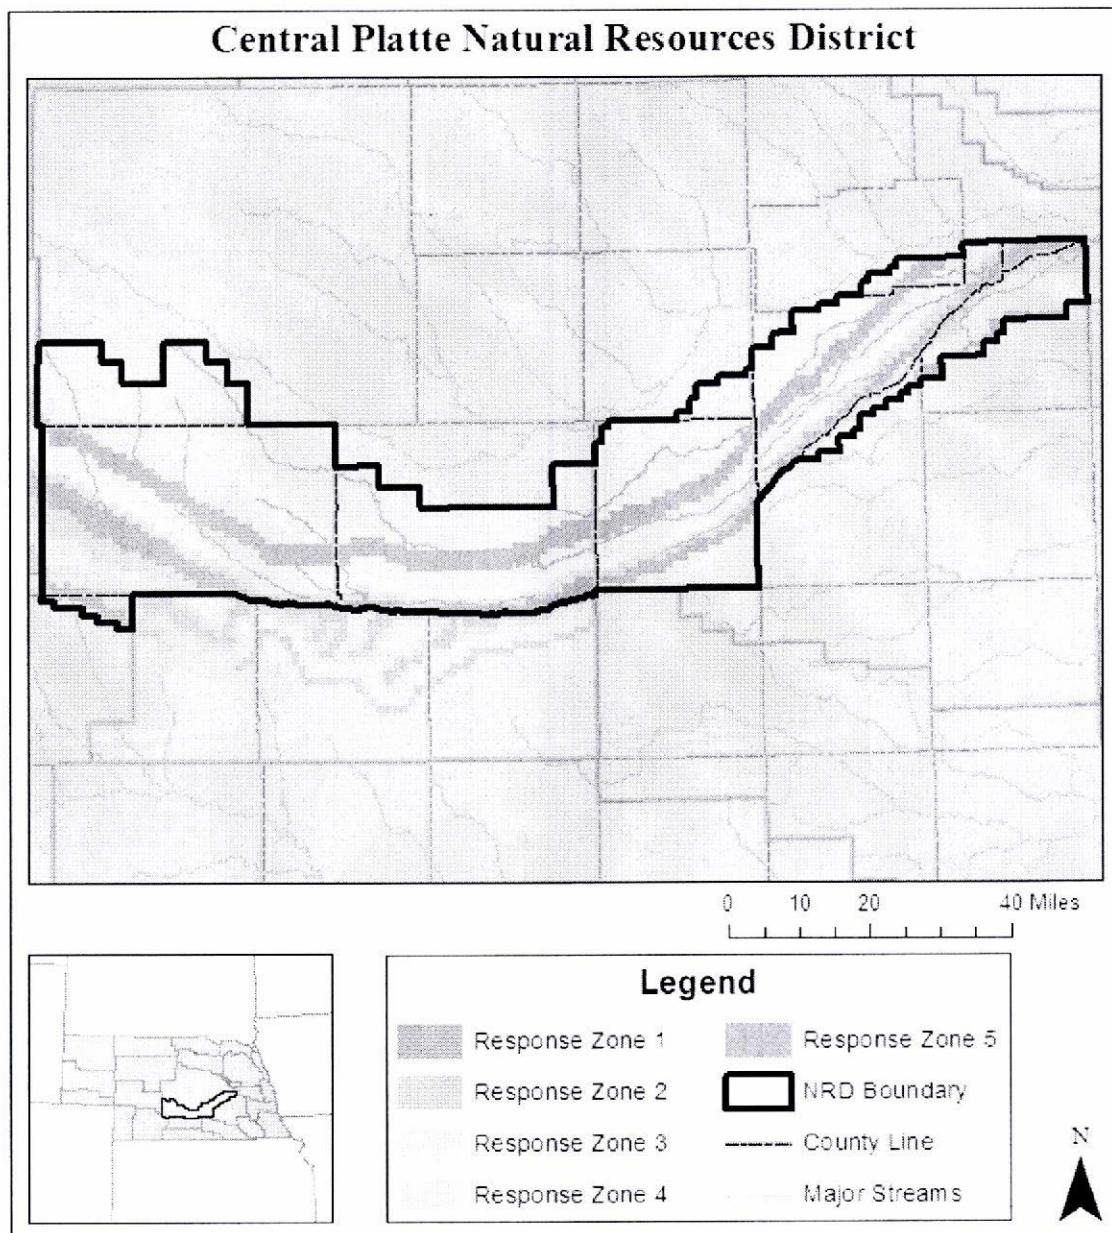 Central Platte Natural Resources District
0 10 20 40 Miles
Legend
Response Zone 1
Response Zone 2
Response Zone 3
Response Zone 4
Response Zone 5
NRD Boundary
County Line
Major Streams
N